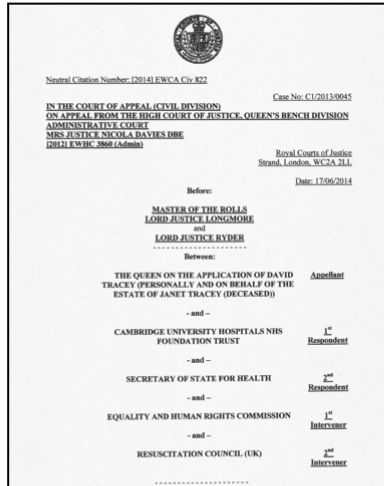 Neutral Citation Number: [2014] EWCA Civ 822
Case No: C1/2013/0045
IN THE COURT OF APPEAL (CIVIL DIVISION)
ON APPEAL FROM THE HIGH COURT OF JUSTICE, QUEEN'S BENCH DIVISION
ADMINISTRATIVE COURT
MRS JUSTICE NICOLA DAVIES DBE
[2012] EWHC 3860 (Admin)
Royal Courts of Justice
Strand, London, WC2A 2LL
Date: 17/06/2014
Before:
MASTER OF THE ROLLS
LORD JUSTICE LONGMORE
and
LORD JUSTICE RYDER
- - - - - - - - - - - - - - - - - - - - -
Between:
THE QUEEN ON THE APPLICATION OF DAVID Appellant
TRACEY (PERSONALLY AND ON BEHALF OF THE
ESTATE OF JANET TRACEY (DECEASED))
- and –
CAMBRIDGE UNIVERSITY HOSPITALS NHS 1st
FOUNDATION TRUST Respondent
- and –
SECRETARY OF STATE FOR HEALTH 2nd
Respondent
- and –
EQUALITY AND HUMAN RIGHTS COMMISSION 1st
Intervener
- and –
RESUSCITATION COUNCIL (UK) 2nd
Intervener
- - - - - - - - - - - - - - - - - - - - -